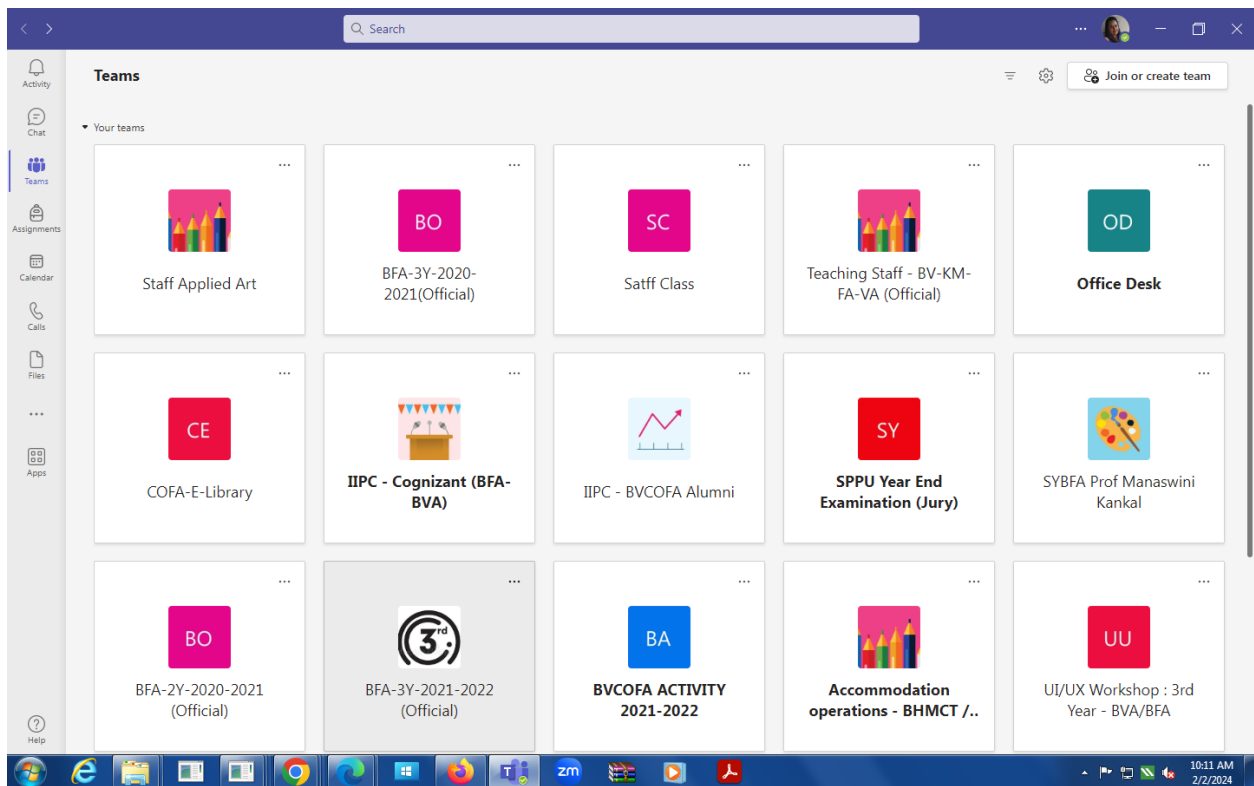 Search
Activity
Chat
Teams
Assignments
Calendar
Calls
Files
Apps
Help
Teams
Join or create team
Your teams
Staff Applied Art
BO
BFA-3Y-2020-
2021(Official)
SC
Satff Class
Teaching Staff - BV-KM-
FA-VA (Official)
OD
Office Desk
CE
COFA-E-Library
IIPC - Cognizant (BFA-
BVA)
IIPC - BVCOFA Alumni
SY
SPPU Year End
Examination (Jury)
SYBFA Prof Manaswini
Kankal
BO
BFA-2Y-2020-2021
(Official)
3rd
BFA-3Y-2021-2022
(Official)
BA
BVCOFA ACTIVITY
2021-2022
Accommodation
operations - BHMCT /..
UU
UI/UX Workshop : 3rd
Year - BVA/BFA
T
zm
10:11 AM
2/2/2024